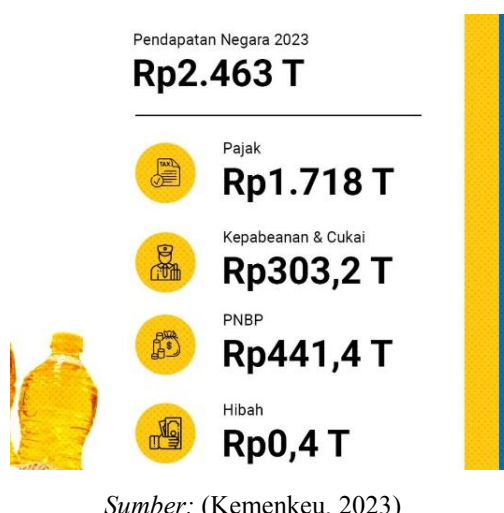 Pendapatan Negara 2023
Rp2.463 T
Pajak
TAX
Rp1.718 T
Kepabeanan & Cukai
Rp303,2 T
PNBP
Rp441,4 T
Hibah
Rp0,4 T
Sumber: (Kemenkeu, 2023)